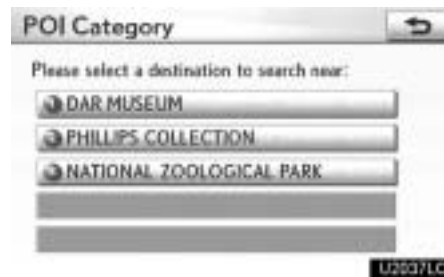 POI Category
Please select a destination to search near:
DAR MUSEUM
PHILLIPS COLLECTION
NATIONAL ZOOLOGICAL PARK
U2037LC